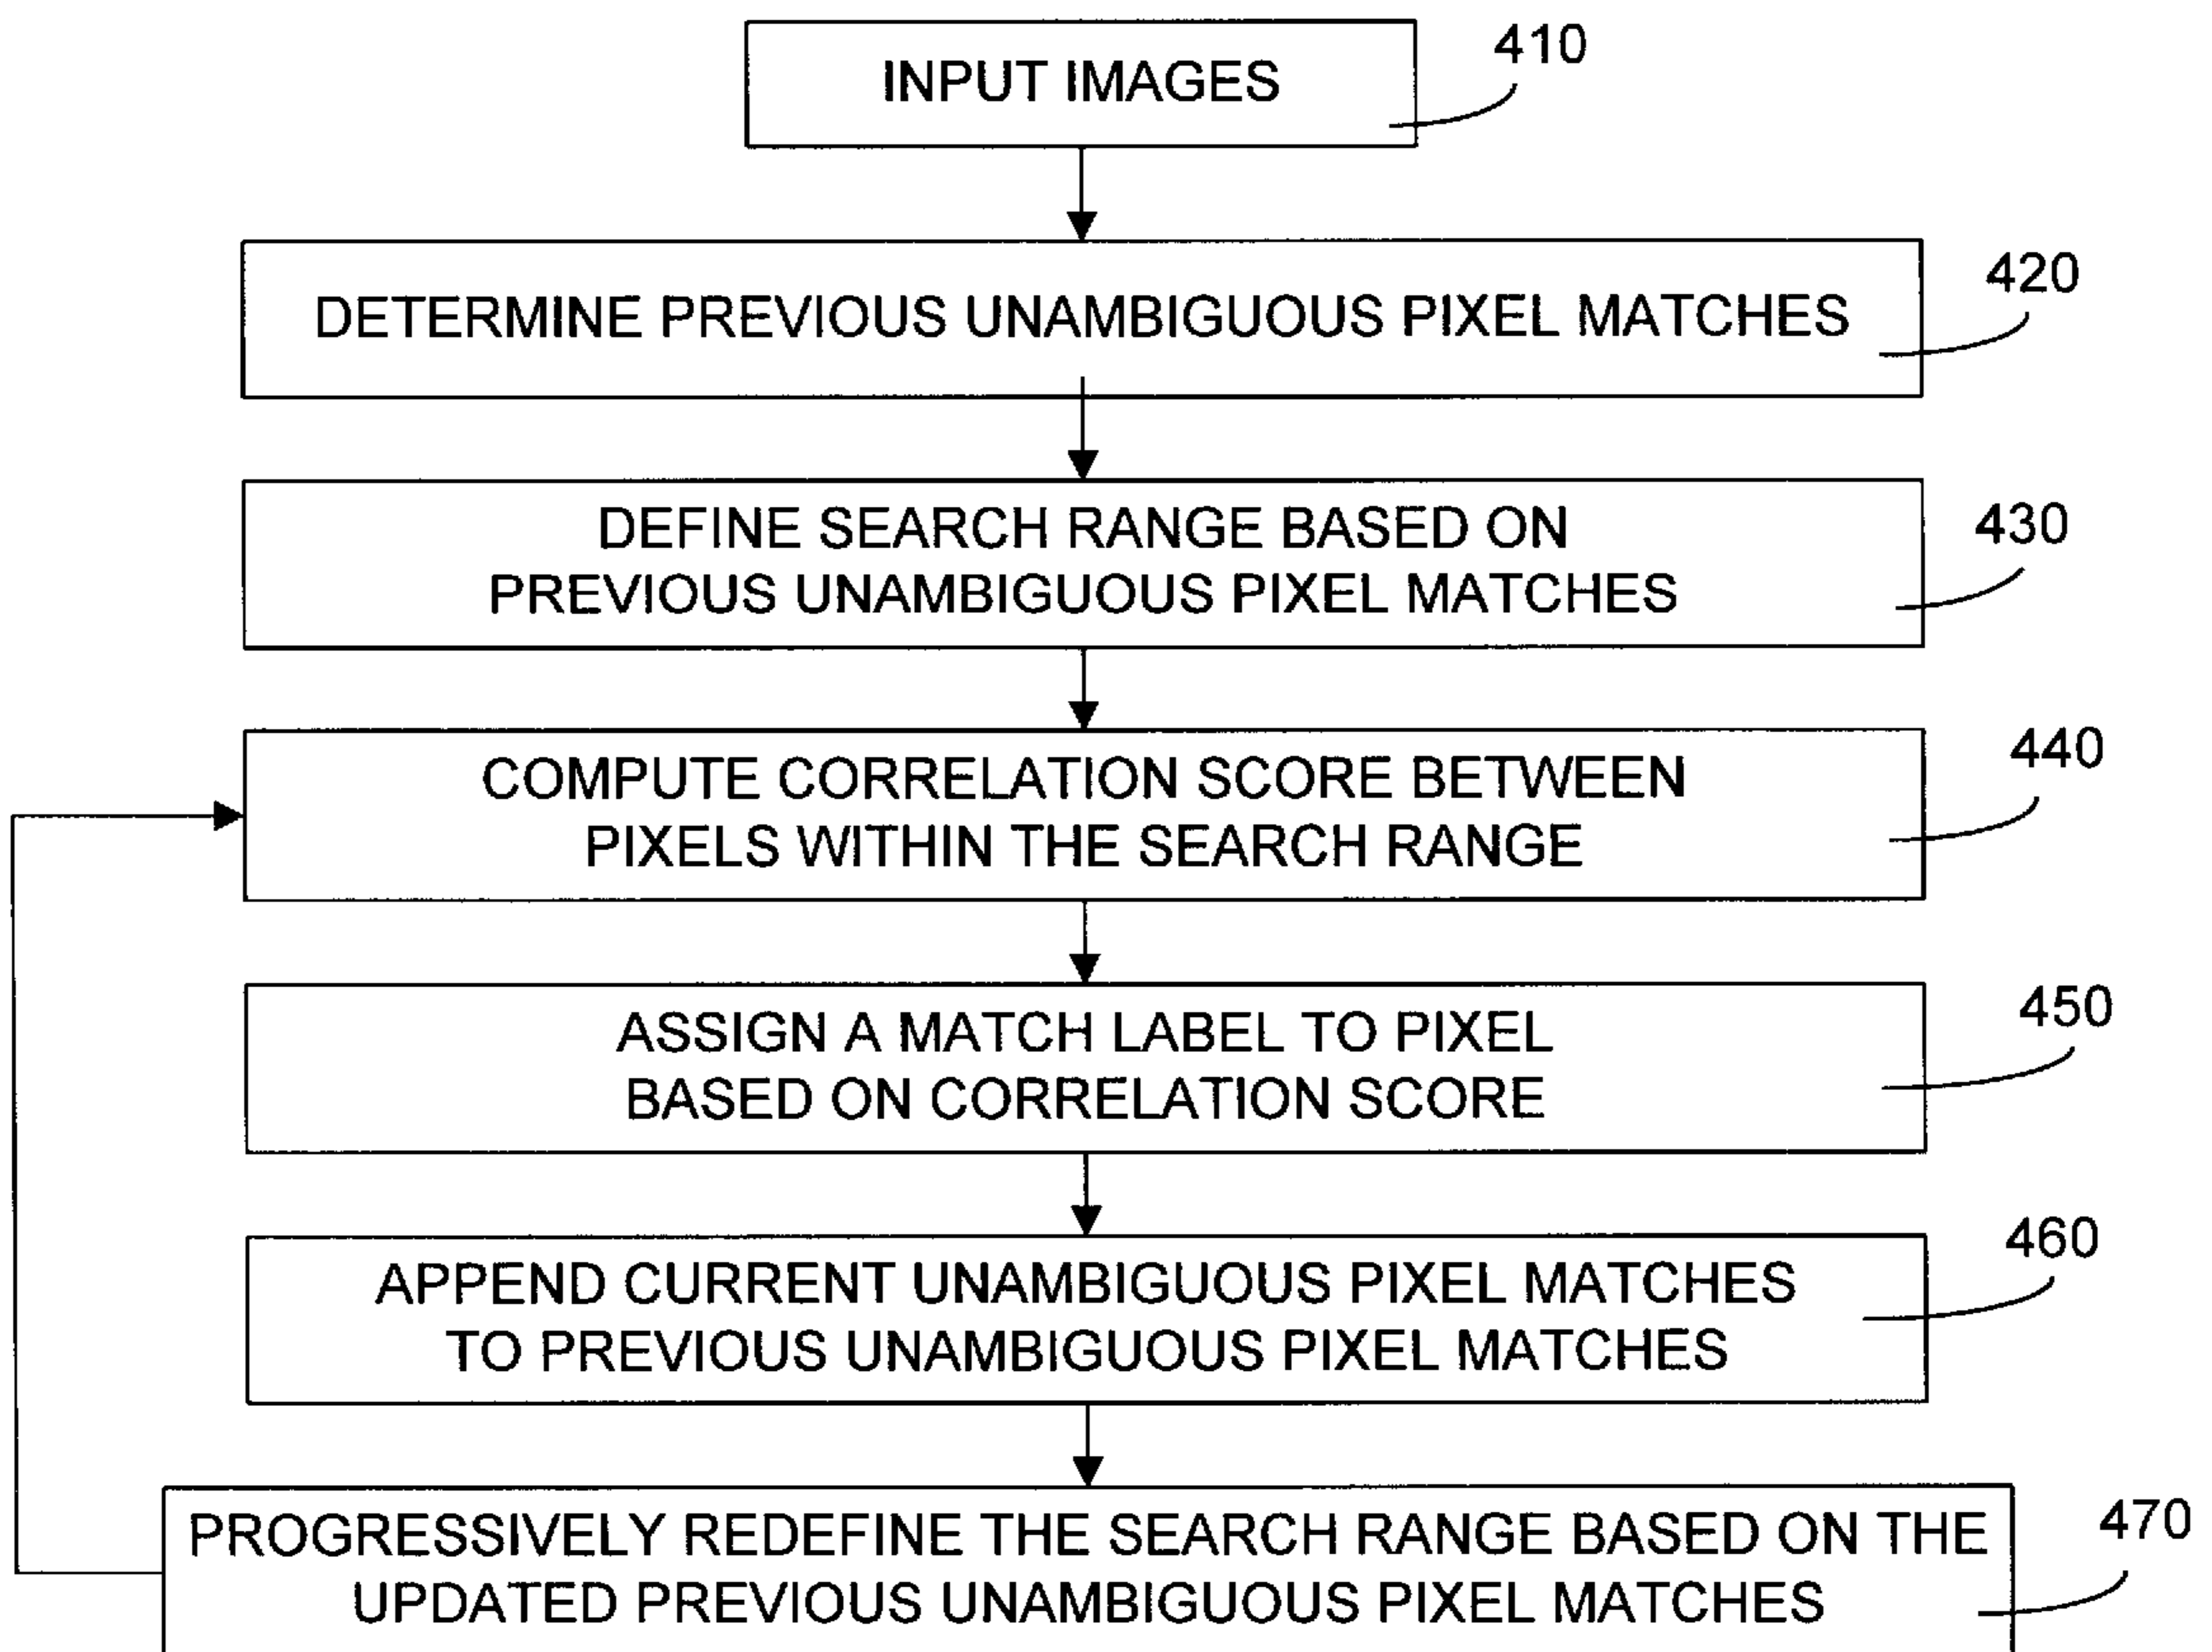 INPUT IMAGES
410
DETERMINE PREVIOUS UNAMBIGUOUS PIXEL MATCHES
420
DEFINE SEARCH RANGE BASED ON
PREVIOUS UNAMBIGUOUS PIXEL MATCHES
430
COMPUTE CORRELATION SCORE BETWEEN
PIXELS WITHIN THE SEARCH RANGE
440
ASSIGN A MATCH LABEL TO PIXEL
BASED ON CORRELATION SCORE
450
APPEND CURRENT UNAMBIGUOUS PIXEL MATCHES
TO PREVIOUS UNAMBIGUOUS PIXEL MATCHES
460
PROGRESSIVELY REDEFINE THE SEARCH RANGE BASED ON THE
UPDATED PREVIOUS UNAMBIGUOUS PIXEL MATCHES
470